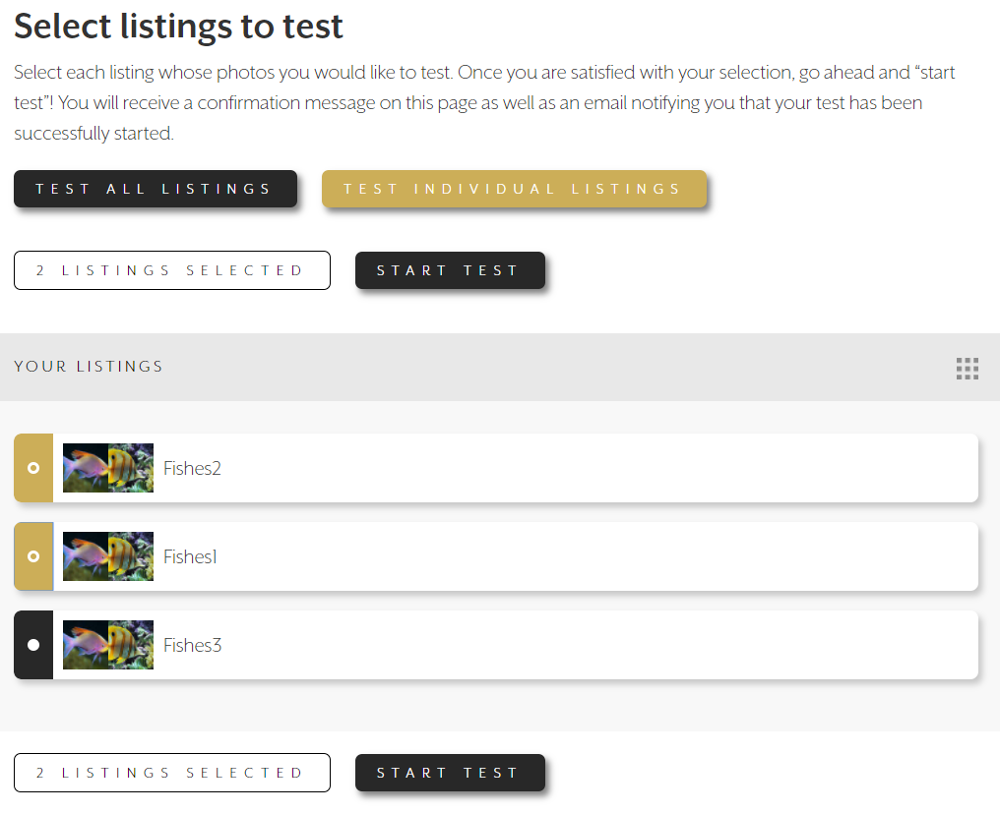 Select listings to test
Select each listing whose photos you would like to test. Once you are satisfied with your selection, go ahead and “start
test”! You will receive a confirmation message on this page as well as an email notifying you that your test has been
successfully started.
TEST ALL LISTINGS
TEST INDIVIDUAL LISTINGS
2 LISTINGS SELECTED
START TEST
YOUR LISTINGS
Fishes2
Fishes1
Fishes3
2 LISTINGS SELECTED
START TEST